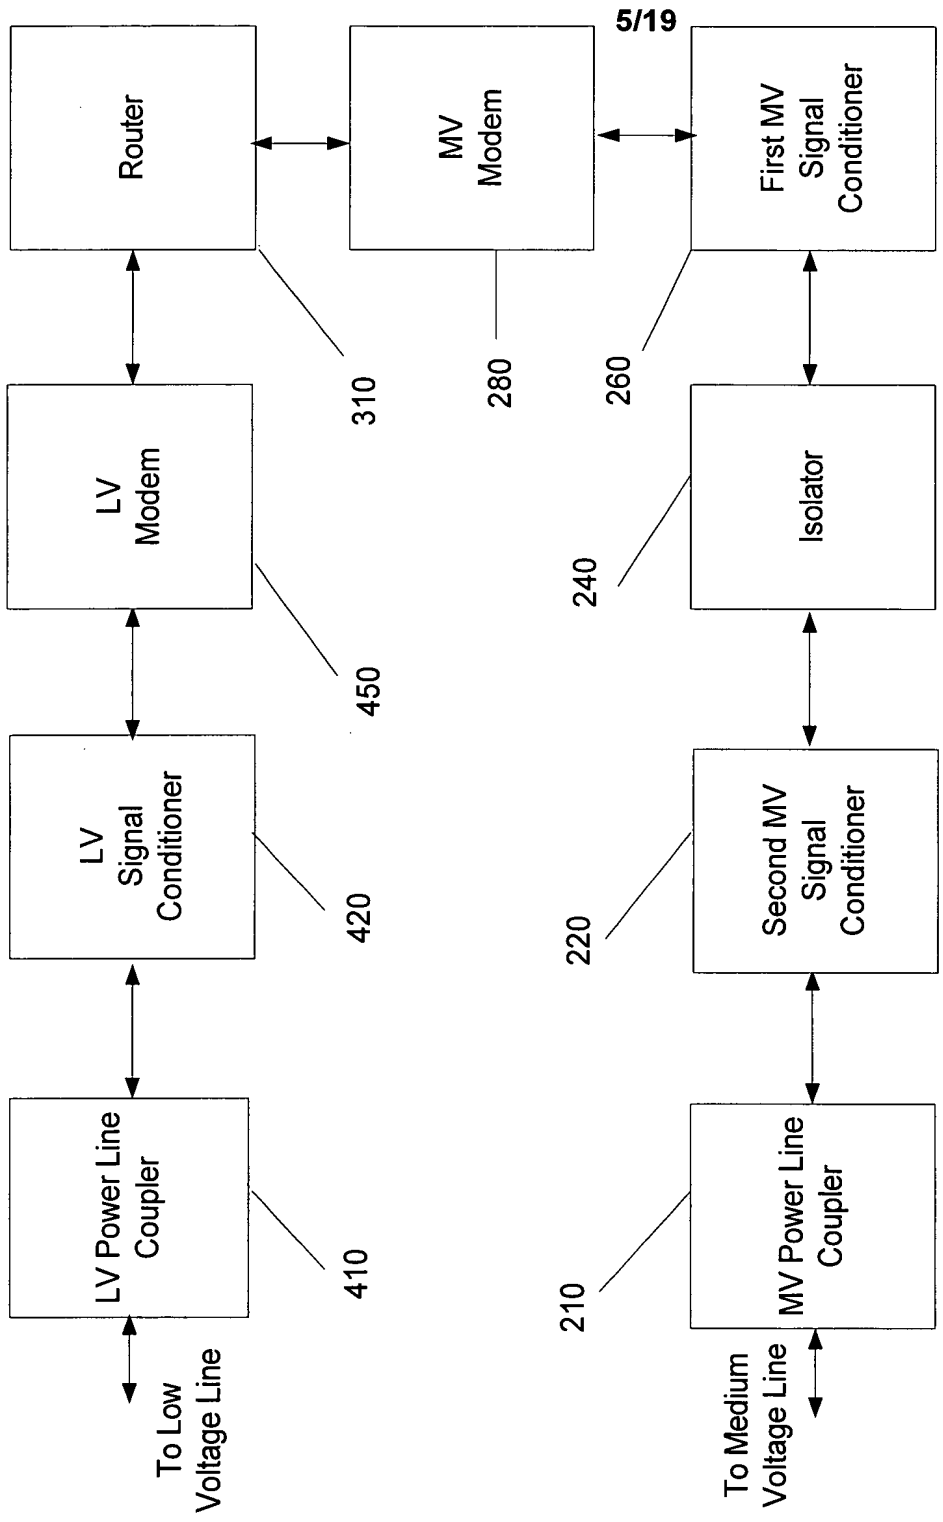 5/19
To Low
Voltage Line
LV Power Line
Coupler
410
LV
Signal
Conditioner
420
LV
Modem
450
Router
310
MV
Modem
280
First MV
Signal
Conditioner
260
Isolator
240
Second MV
Signal
Conditioner
220
MV Power Line
Coupler
210
To Medium
Voltage Line